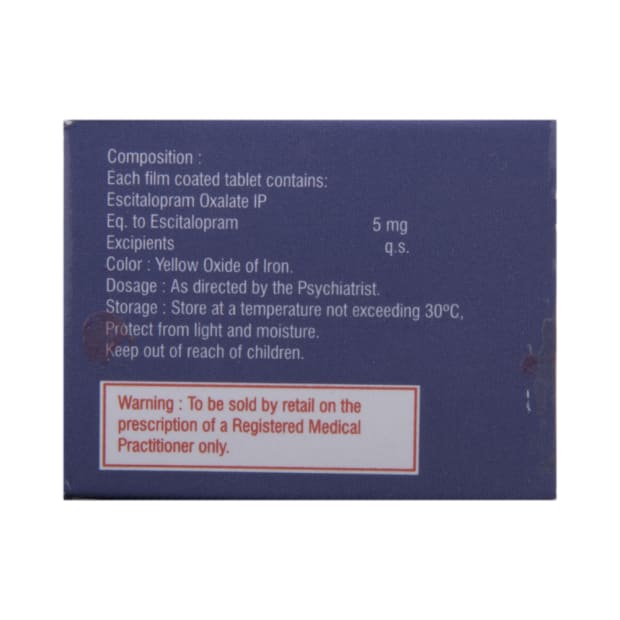 Composition :
Each film coated tablet contains:
Escitalopram Oxalate IP
Eq. to Escitalopram 5 mg
Excipients q.s.
Color : Yellow Oxide of Iron.
Dosage : As directed by the Psychiatrist.
Storage : Store at a temperature not exceeding 30ºC,
Protect from light and moisture.
Keep out of reach of children.
Warning : To be sold by retail on the
prescription of a Registered Medical
Practitioner only.